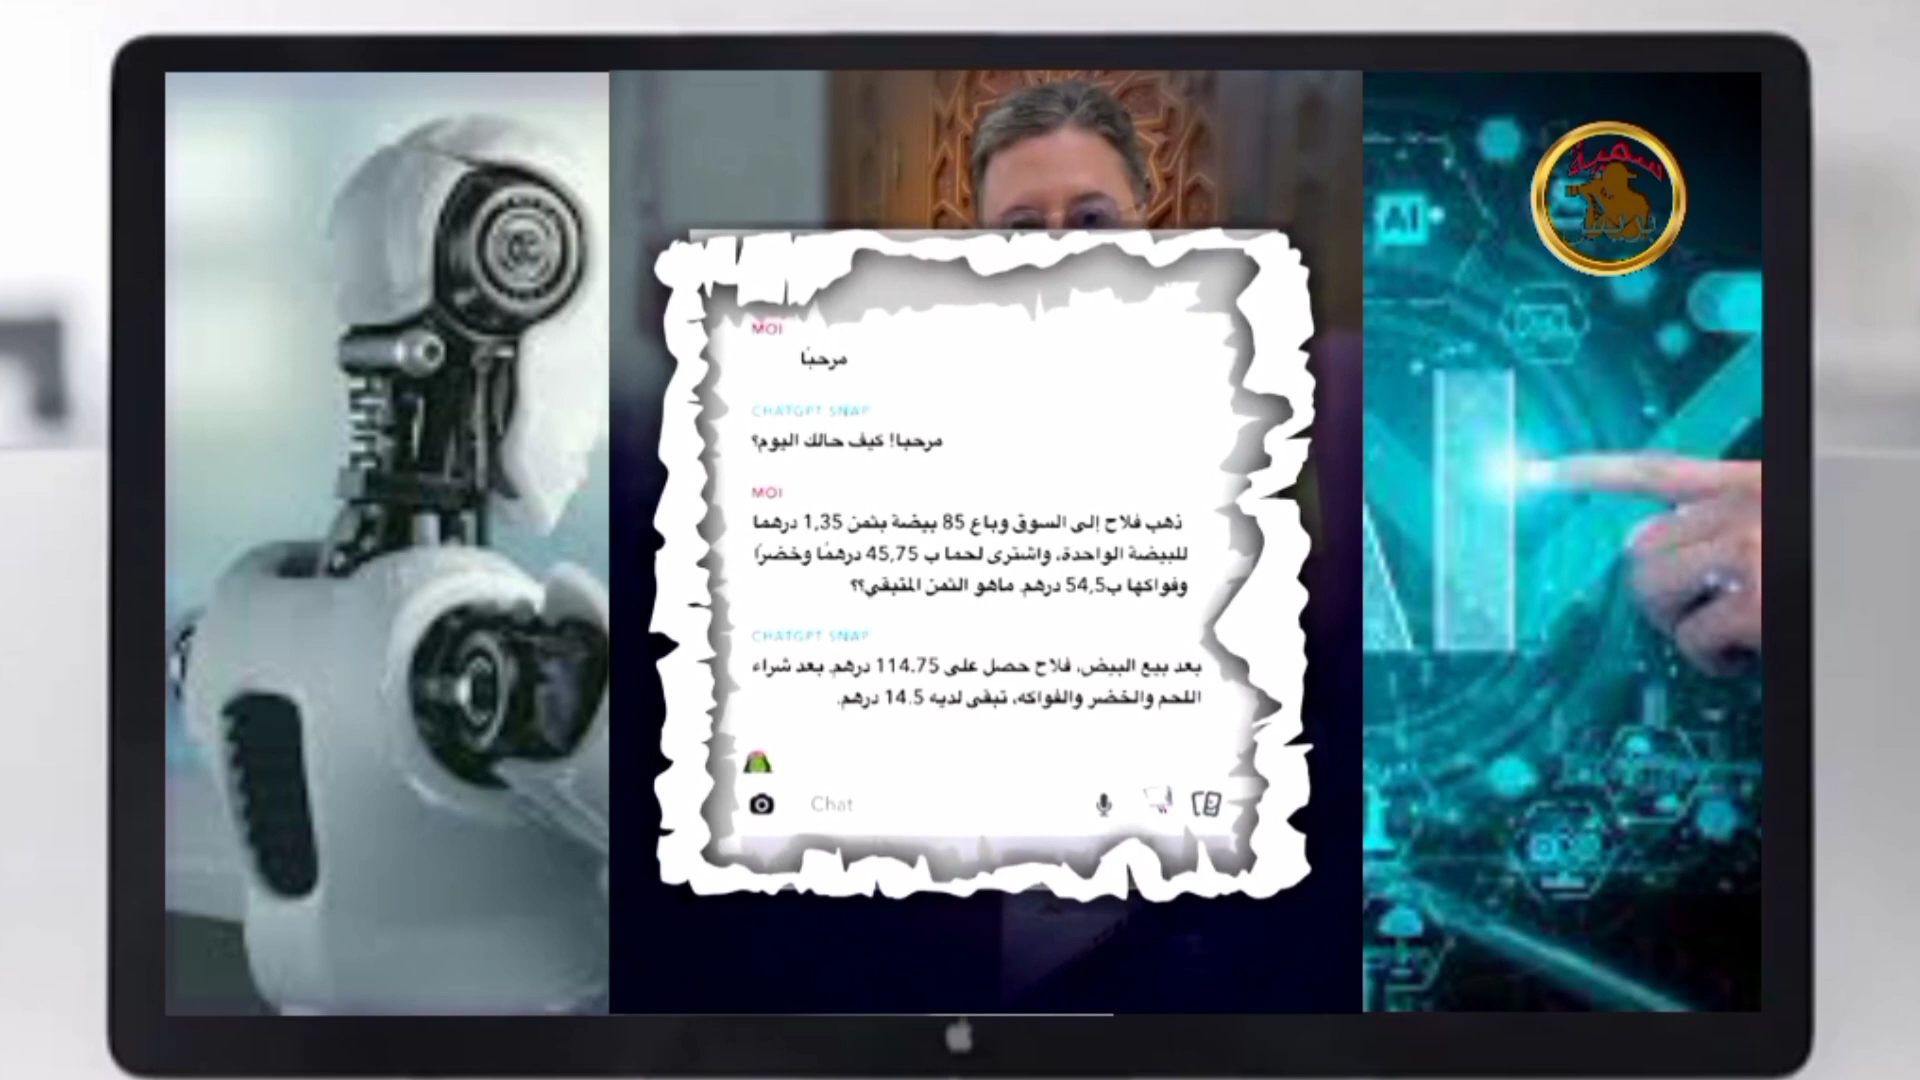 سمية
بريس
AI
MOI
مرحبًا
CHATGPT SNAP
مرحبا! كيف حالك اليوم؟
MOI
ذهب فلاح إلى السوق وباع 85 بيضة بثمن 1,35 درهما
للبيضة الواحدة، واشترى لحما ب 45,75 درهمًا وخضرًا
وفواكها ب54,5 درهم. ماهو الثمن المتبقي؟؟
CHATGPT SNAP
بعد بيع البيض، فلاح حصل على 114.75 درهم. بعد شراء
اللحم والخضر والفواكه، تبقى لديه 14.5 درهم.
Chat